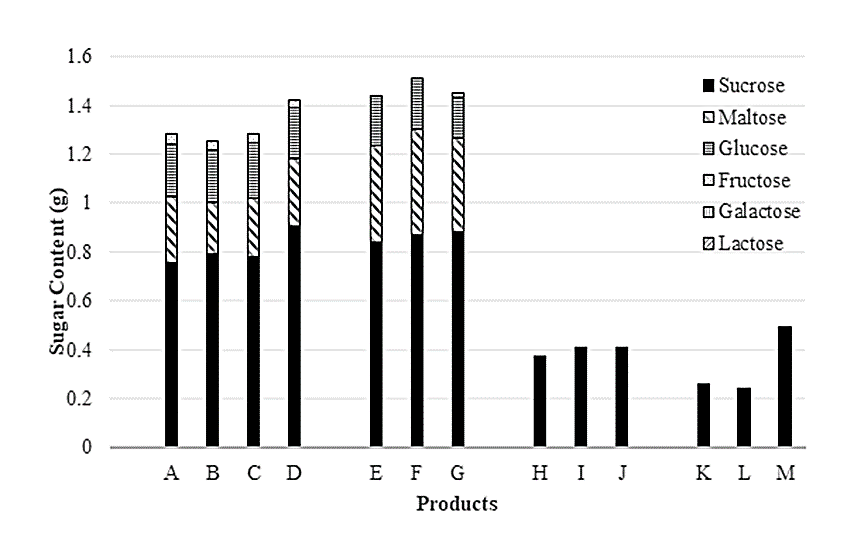 1.6
1.4
1.2
1
0.8
0.6
0.4
0.2
0
Sugar Content (g)
Sucrose
Maltose
Glucose
Fructose
Galactose
Lactose
A B C D E F G H I J K L M
Products